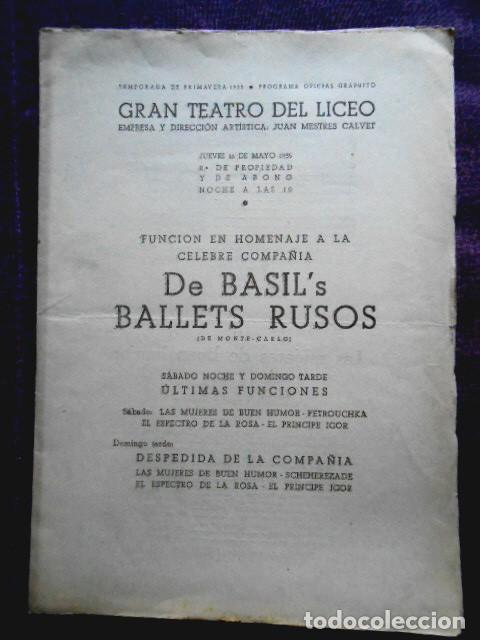 TEMPORADA DE PRIMAVERA 1935 ● PROGRAMA OFICIAL GRATUITO
GRAN TEATRO DEL LICEO
EMPRESA Y DIRECCIÓN ARTÍSTICA: JUAN MESTRES CALVET
JUEVES 16 DE MAYO 1935
8.ª DE PROPIEDAD
Y DE ABONO
NOCHE A LAS 10
FUNCION EN HOMENAJE A LA
CELEBRE COMPAÑIA
De BASIL's
BALLETS RUSOS
(DE MONTE-CARLO)
SÁBADO NOCHE Y DOMINGO TARDE
ÚLTIMAS FUNCIONES
Sábado: LAS MUJERES DE BUEN HUMOR - PETROUCHKA
EL ESPECTRO DE LA ROSA - EL PRINCIPE IGOR
Domingo tarde:
DESPEDIDA DE LA COMPAÑIA
LAS MUJERES DE BUEN HUMOR - SCHEHEREZADE
EL ESPECTRO DE LA ROSA - EL PRÍNCIPE IGOR
todocoleccion
todocoleccion.net